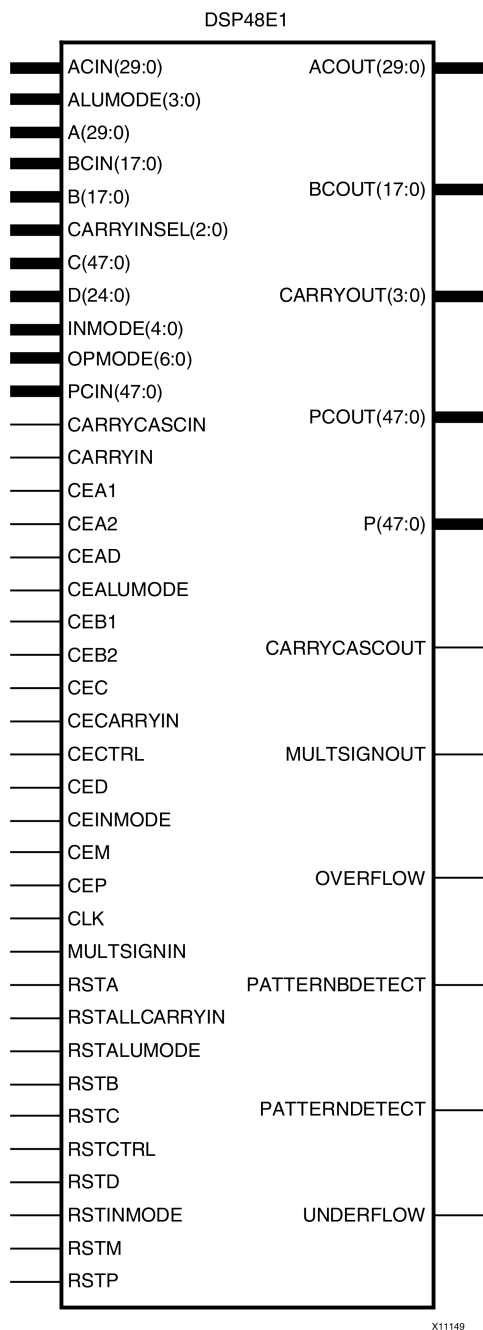 DSP48E1
ACIN(29:0)
ACOUT(29:0)
ALUMODE(3:0)
A(29:0)
BCIN(17:0)
BCOUT(17:0)
B(17:0)
CARRYINSEL(2:0)
C(47:0)
D(24:0)
CARRYOUT(3:0)
INMODE(4:0)
OPMODE(6:0)
PCIN(47:0)
PCOUT(47:0)
CARRYCASCIN
CARRYIN
CEA1
CEA2
P(47:0)
CEAD
CEALUMODE
CEB1
CEB2
CARRYCASCOUT
CEC
CECARRYIN
CECTRL
MULTSIGNOUT
CED
CEINMODE
CEM
CEP
OVERFLOW
CLK
MULTSIGNIN
RSTA
PATTERNBDETECT
RSTALLCARRYIN
RSTALUMODE
RSTB
RSTC
PATTERNDETECT
RSTCTRL
RSTD
RSTINMODE
UNDERFLOW
RSTM
RSTP
X11149